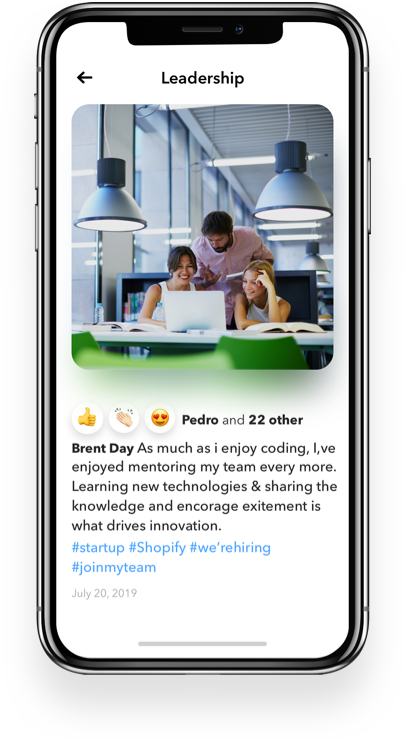 Leadership
Pedro and 22 other
Brent Day As much as i enjoy coding, I,ve
enjoyed mentoring my team every more.
Learning new technologies & sharing the
knowledge and encorage exitement is
what drives innovation.
#startup #Shopify #we’rehiring
#joinmyteam
July 20, 2019